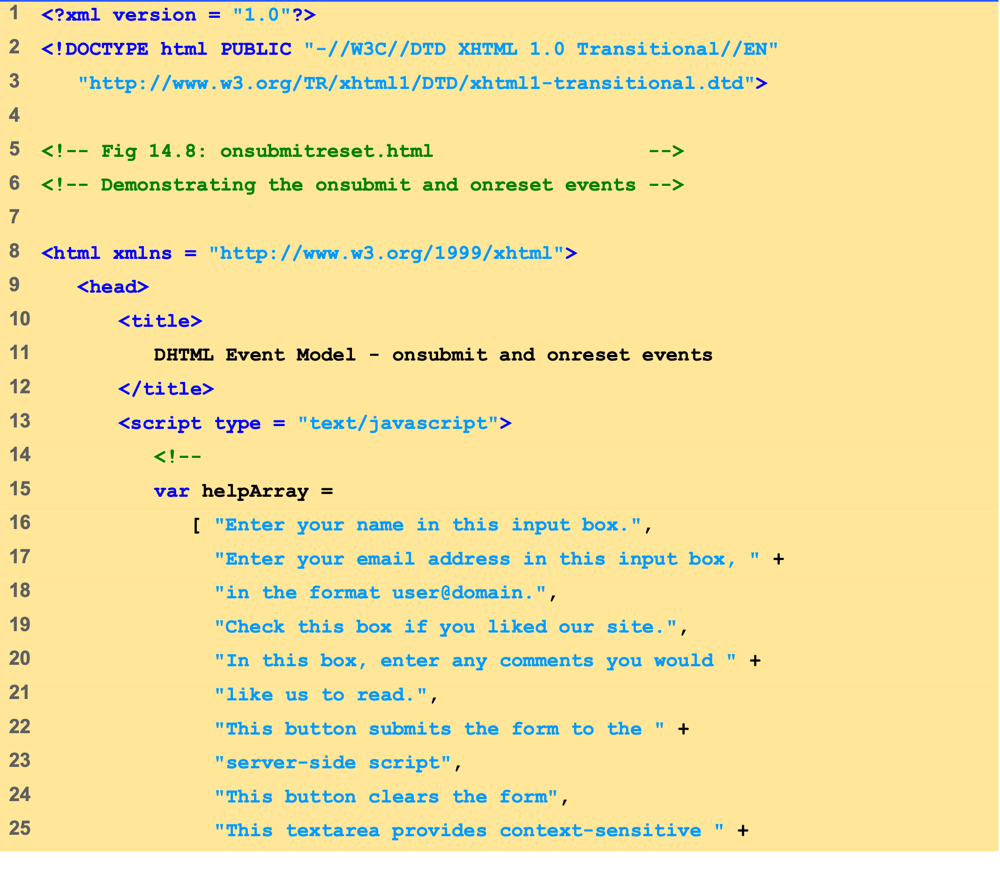 1 <?xml version = "1.0"?>
2 <!DOCTYPE html PUBLIC "-//W3C//DTD XHTML 1.0 Transitional//EN"
3    "http://www.w3.org/TR/xhtml1/DTD/xhtml1-transitional.dtd">
4
5 <!-- Fig 14.8: onsubmitreset.html                  -->
6 <!-- Demonstrating the onsubmit and onreset events -->
7
8 <html xmlns = "http://www.w3.org/1999/xhtml">
9    <head>
10       <title>
11          DHTML Event Model - onsubmit and onreset events
12       </title>
13       <script type = "text/javascript">
14          <!--
15          var helpArray =
16             [ "Enter your name in this input box.",
17               "Enter your email address in this input box, " +
18               "in the format user@domain.",
19               "Check this box if you liked our site.",
20               "In this box, enter any comments you would " +
21               "like us to read.",
22               "This button submits the form to the " +
23               "server-side script",
24               "This button clears the form",
25               "This textarea provides context-sensitive " +